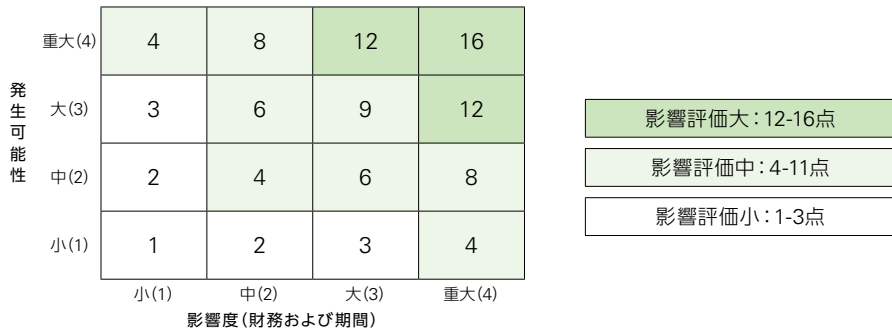 発生可能性
重大(4) 4 8 12 16
大(3) 3 6 9 12
中(2) 2 4 6 8
小(1) 1 2 3 4
小(1) 中(2) 大(3) 重大(4)
影響度(財務および期間)
影響評価大：12-16点
影響評価中：4-11点
影響評価小：1-3点